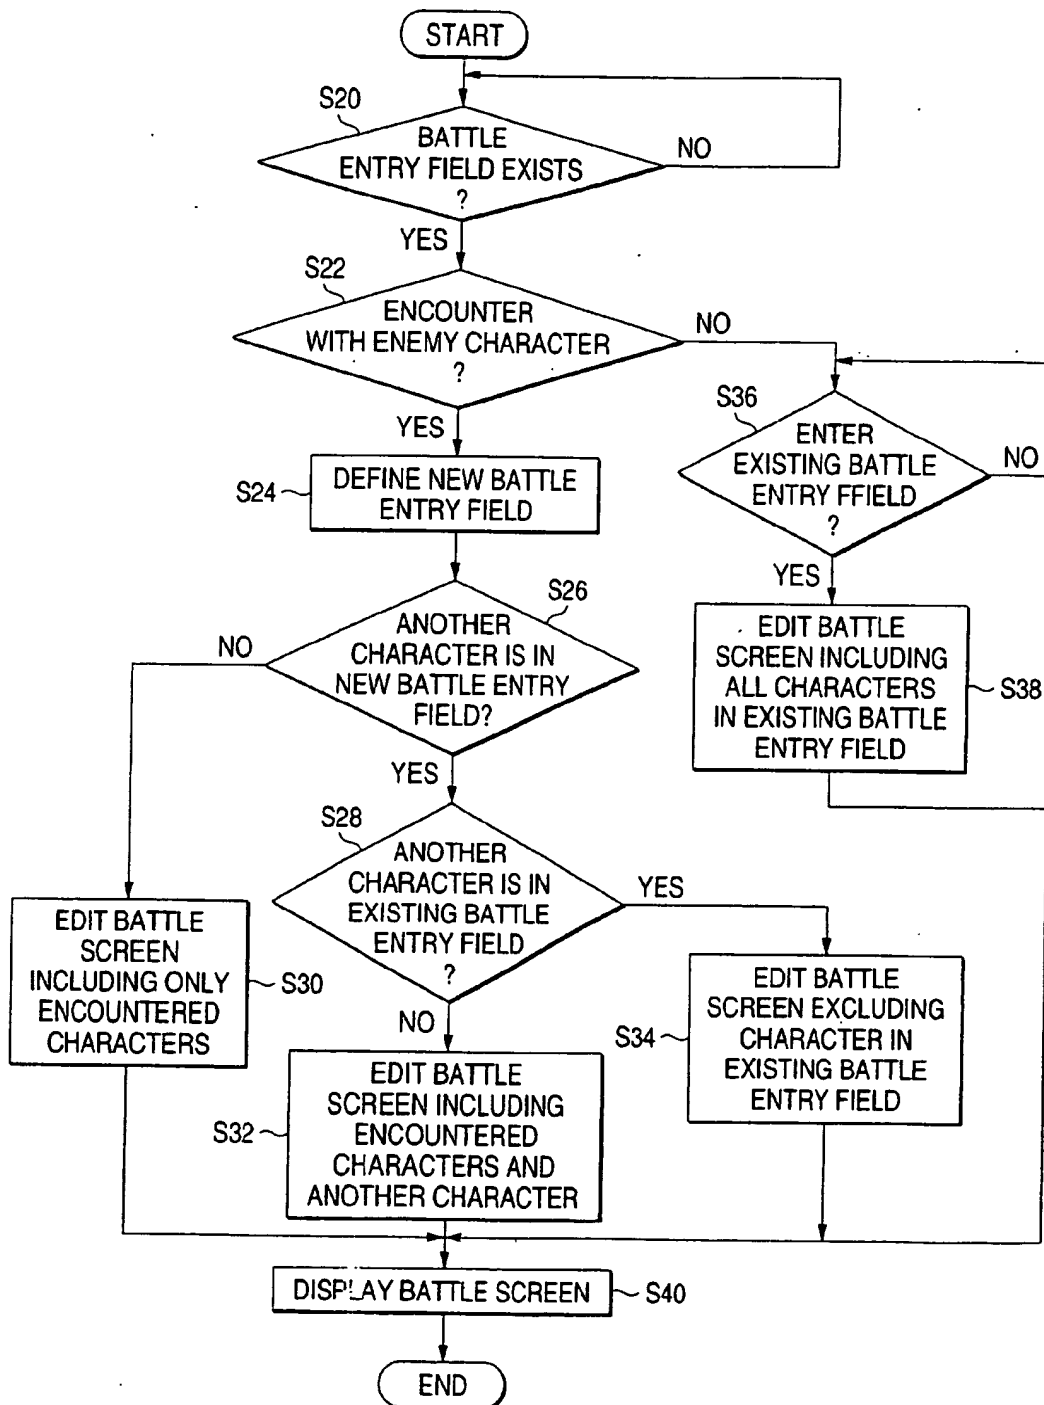 START
S20
BATTLE
ENTRY FIELD EXISTS
?
NO
YES
S22
ENCOUNTER
WITH ENEMY CHARACTER
?
NO
YES
S36
ENTER
EXISTING BATTLE
ENTRY FFIELD
?
NO
YES
S24
DEFINE NEW BATTLE
ENTRY FIELD
S26
ANOTHER
CHARACTER IS IN
NEW BATTLE ENTRY
FIELD?
NO
YES
EDIT BATTLE
SCREEN INCLUDING
ALL CHARACTERS
IN EXISTING BATTLE
ENTRY FIELD
S38
S28
ANOTHER
CHARACTER IS IN
EXISTING BATTLE
ENTRY FIELD
?
YES
NO
EDIT BATTLE
SCREEN
INCLUDING ONLY
ENCOUNTERED
CHARACTERS
S30
S32
EDIT BATTLE
SCREEN INCLUDING
ENCOUNTERED
CHARACTERS AND
ANOTHER CHARACTER
S34
EDIT BATTLE
SCREEN EXCLUDING
CHARACTER IN
EXISTING BATTLE
ENTRY FIELD
DISPLAY BATTLE SCREEN
S40
END